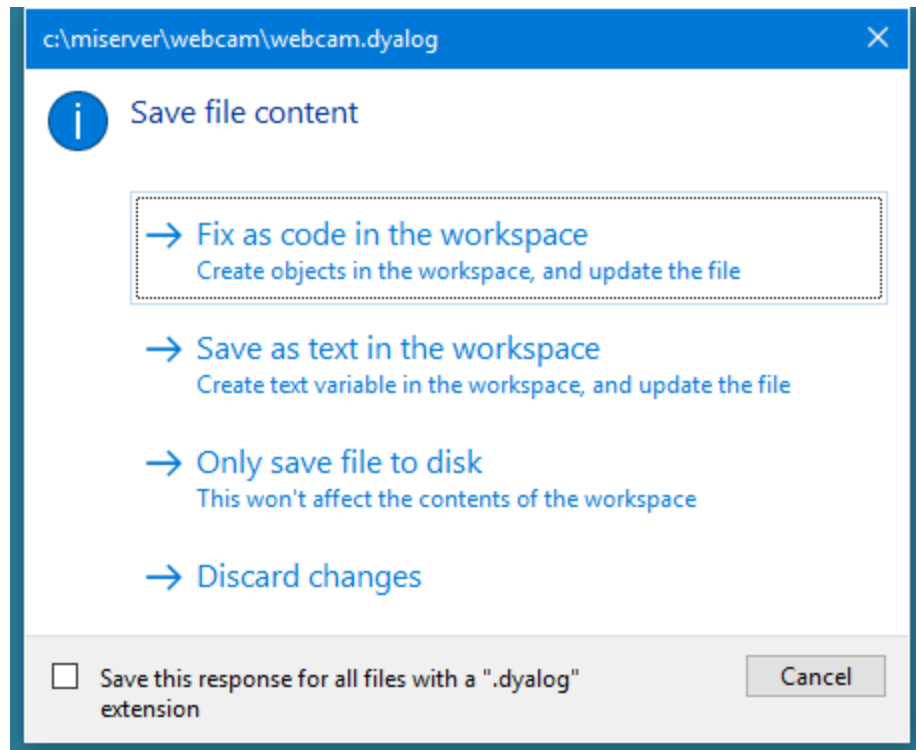 c:\miserver\webcam\webcam.dyalog
Save file content
Fix as code in the workspace
Create objects in the workspace, and update the file
Save as text in the workspace
Create text variable in the workspace, and update the file
Only save file to disk
This won't affect the contents of the workspace
Discard changes
Save this response for all files with a ".dyalog"
extension
Cancel